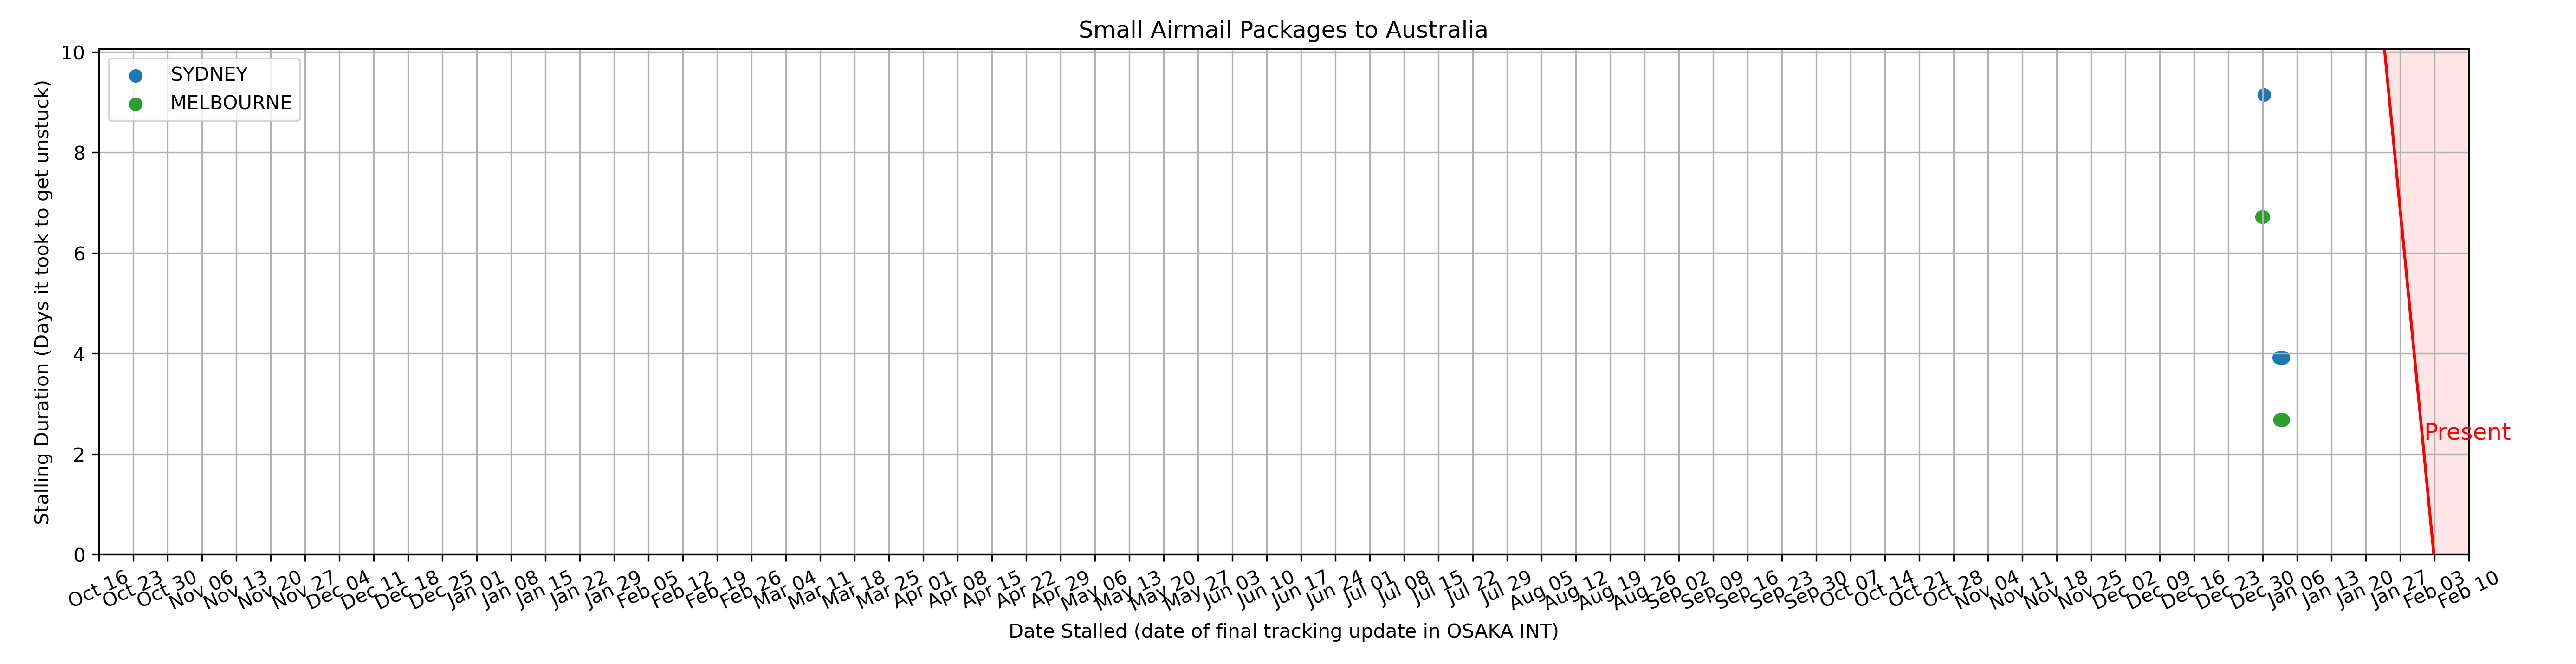 Small Airmail Packages to Australia
SYDNEY
MELBOURNE
Stalling Duration (Days it took to get unstuck)
10
8
6
4
2
0
Present
Oct 16 Oct 23 Oct 30 Nov 06 Nov 13 Nov 20 Nov 27 Dec 04 Dec 11 Dec 18 Dec 25 Jan 01 Jan 08 Jan 15 Jan 22 Jan 29 Feb 05 Feb 12 Feb 19 Feb 26 Mar 04 Mar 11 Mar 18 Mar 25 Apr 01 Apr 08 Apr 15 Apr 22 Apr 29 May 06 May 13 May 20 May 27 Jun 03 Jun 10 Jun 17 Jun 24 Jul 01 Jul 08 Jul 15 Jul 22 Jul 29 Aug 05 Aug 12 Aug 19 Aug 26 Sep 02 Sep 09 Sep 16 Sep 23 Sep 30 Oct 07 Oct 14 Oct 21 Oct 28 Nov 04 Nov 11 Nov 18 Nov 25 Dec 02 Dec 09 Dec 16 Dec 23 Dec 30 Jan 06 Jan 13 Jan 20 Jan 27 Feb 03 Feb 10
Date Stalled (date of final tracking update in OSAKA INT)